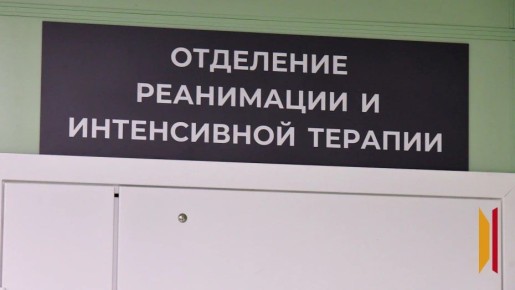 ОТДЕЛЕНИЕ
РЕАНИМАЦИИ И
ИНТЕНСИВНОЙ ТЕРАПИИ